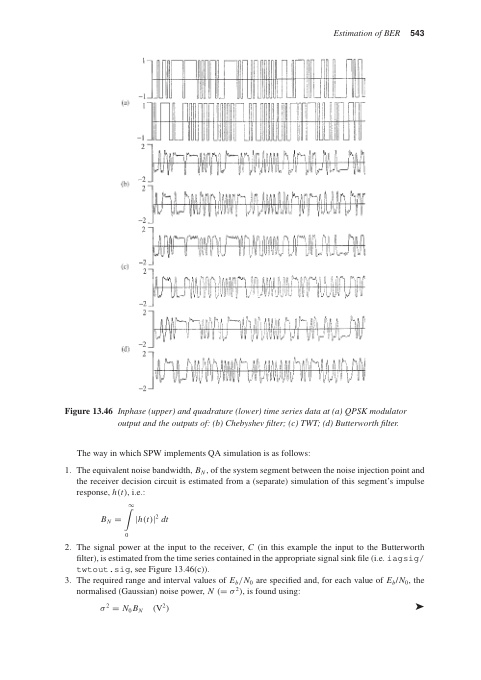 Estimation of BER 543
1
−1
(a)
1
−1
2
−2
(b)
2
−2
2
−2
(c)
2
−2
2
−2
(d)
2
−2
Figure 13.46 Inphase (upper) and quadrature (lower) time series data at (a) QPSK modulator
output and the outputs of: (b) Chebyshev filter; (c) TWT; (d) Butterworth filter.
The way in which SPW implements QA simulation is as follows:
1. The equivalent noise bandwidth, B_N, of the system segment between the noise injection point and
the receiver decision circuit is estimated from a (separate) simulation of this segment's impulse
response, h(t), i.e.:
B_N = ∫₀^∞ |h(t)|² dt
2. The signal power at the input to the receiver, C (in this example the input to the Butterworth
filter), is estimated from the time series contained in the appropriate signal sink file (i.e. iagsig/
twtout.sig, see Figure 13.46(c)).
3. The required range and interval values of E_b/N_0 are specified and, for each value of E_b/N_0, the
normalised (Gaussian) noise power, N (= σ²), is found using:
σ² = N_0 B_N (V²)
➤